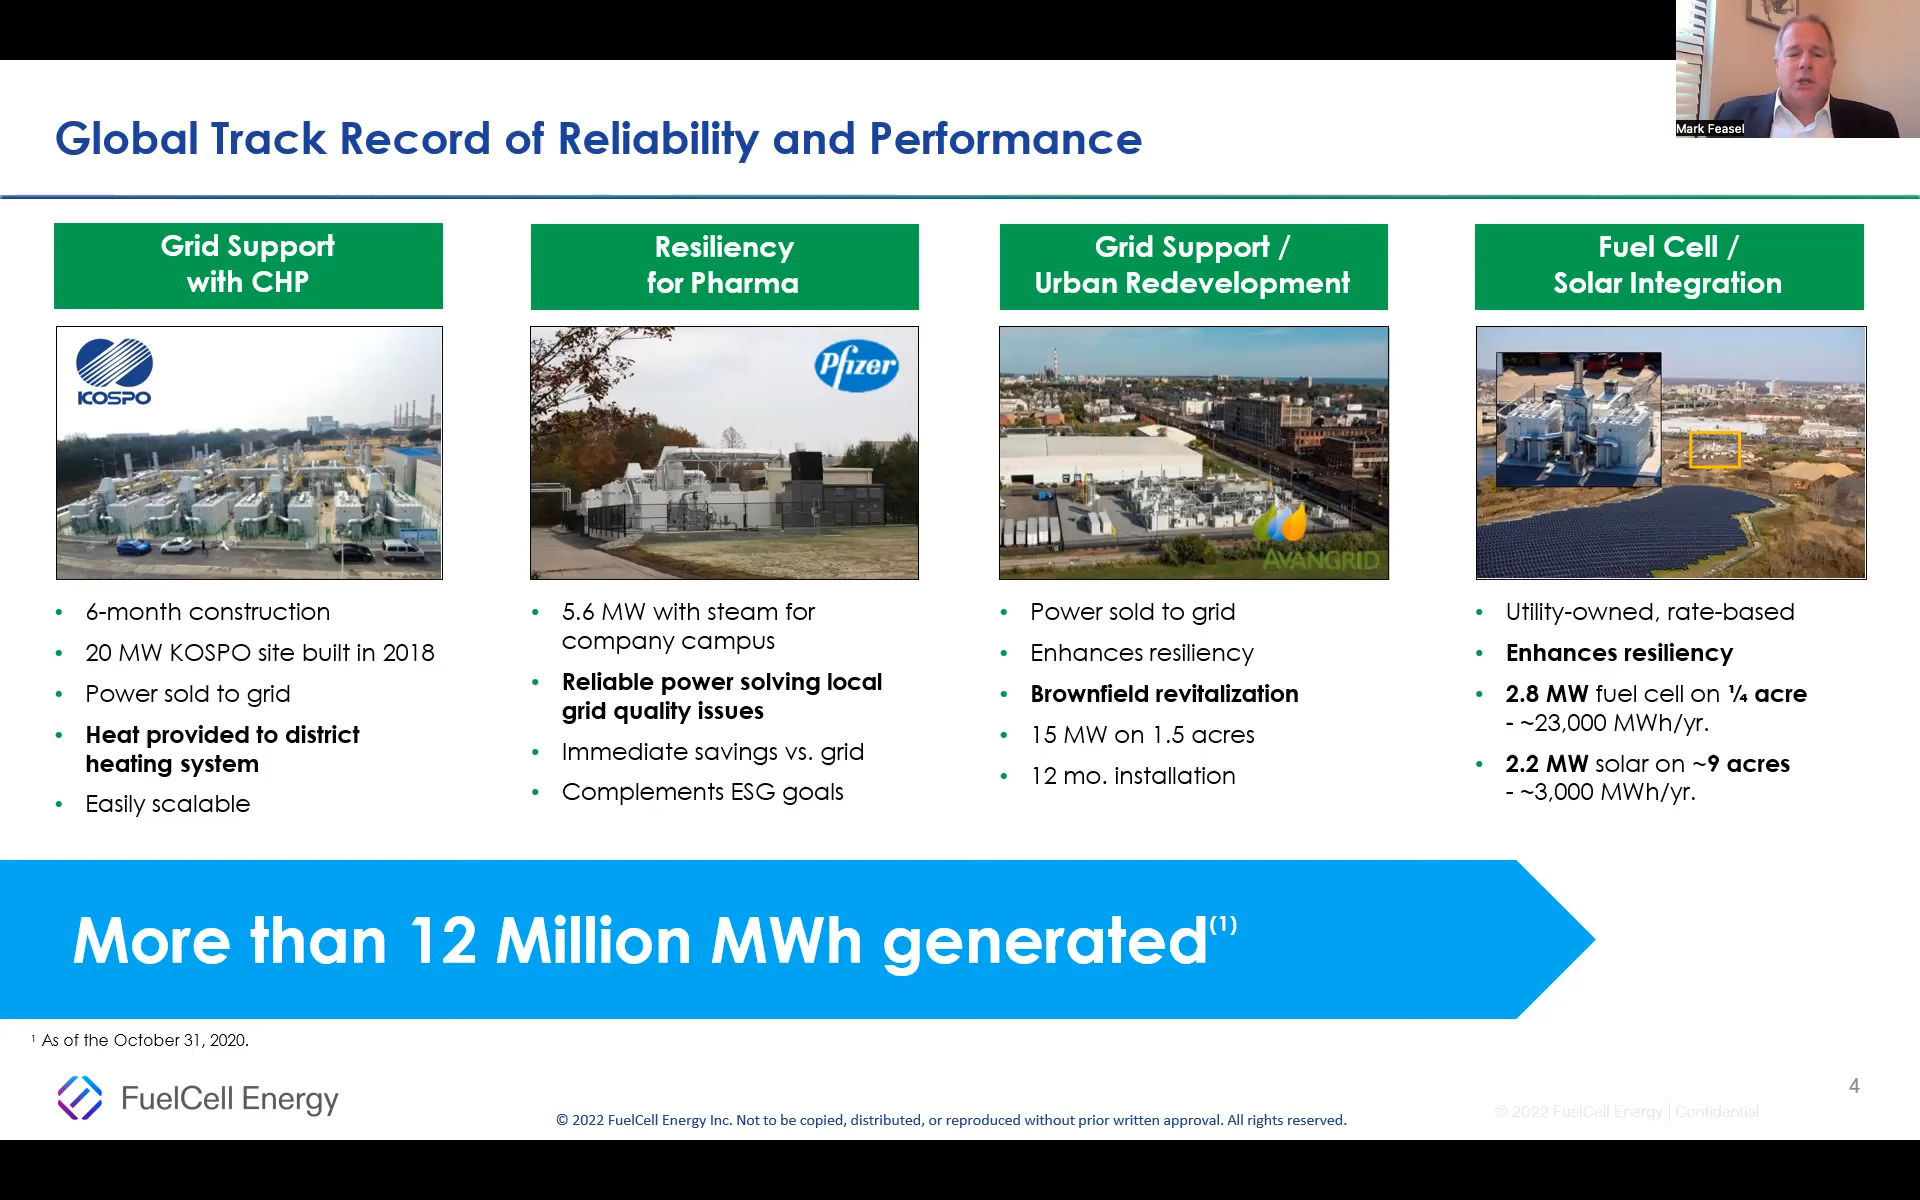 Mark Feasel
Global Track Record of Reliability and Performance
Grid Support
with CHP
KOSPO
• 6-month construction
• 20 MW KOSPO site built in 2018
• Power sold to grid
• Heat provided to district
heating system
• Easily scalable
Resiliency
for Pharma
Pfizer
• 5.6 MW with steam for
company campus
• Reliable power solving local
grid quality issues
• Immediate savings vs. grid
• Complements ESG goals
Grid Support /
Urban Redevelopment
AVANGRID
• Power sold to grid
• Enhances resiliency
• Brownfield revitalization
• 15 MW on 1.5 acres
• 12 mo. installation
Fuel Cell /
Solar Integration
• Utility-owned, rate-based
• Enhances resiliency
• 2.8 MW fuel cell on ¼ acre
- ~23,000 MWh/yr.
• 2.2 MW solar on ~9 acres
- ~3,000 MWh/yr.
More than 12 Million MWh generated(1)
1 As of the October 31, 2020.
FuelCell Energy
© 2022 FuelCell Energy Inc. Not to be copied, distributed, or reproduced without prior written approval. All rights reserved.
© 2022 FuelCell Energy | Confidential
4